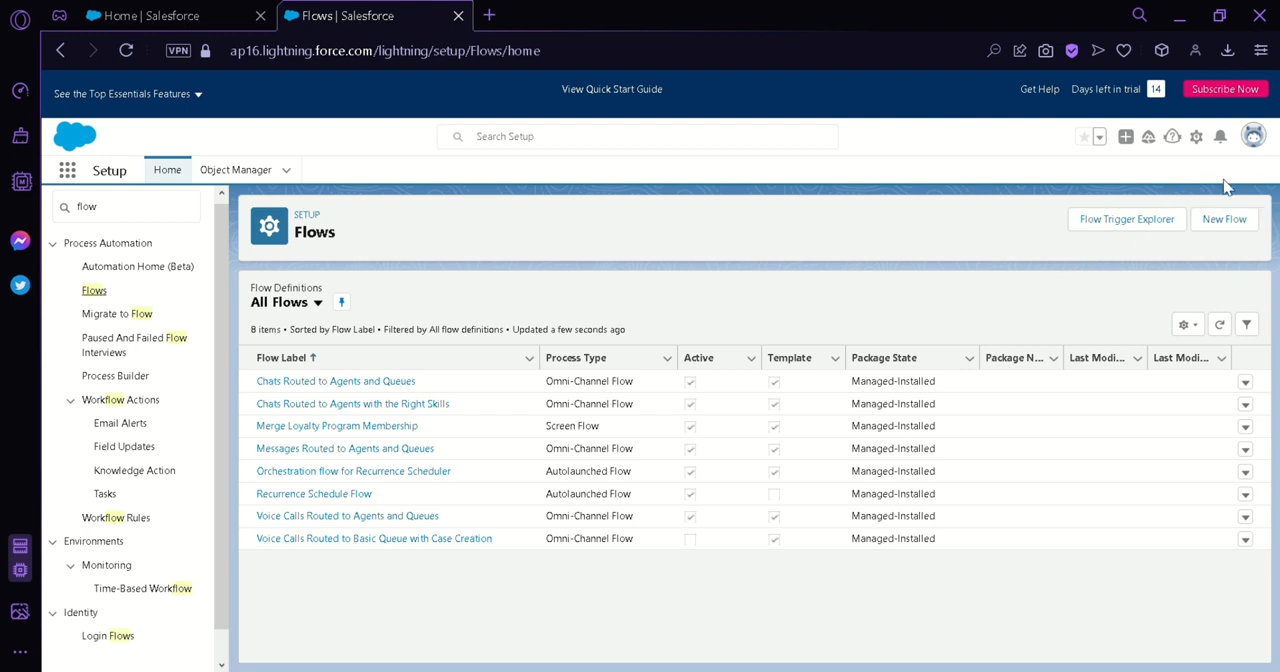 Home | Salesforce
Flows | Salesforce
VPN
ap16.lightning.force.com/lightning/setup/Flows/home
See the Top Essentials Features
View Quick Start Guide
Get Help
Days left in trial 14
Subscribe Now
Search Setup
Setup
Home
Object Manager
flow
SETUP
Flows
Flow Trigger Explorer
New Flow
Process Automation
Automation Home (Beta)
Flows
Migrate to Flow
Paused And Failed Flow
Interviews
Process Builder
Workflow Actions
Email Alerts
Field Updates
Knowledge Action
Tasks
Workflow Rules
Environments
Monitoring
Time-Based Workflow
Identity
Login Flows
Flow Definitions
All Flows
8 items • Sorted by Flow Label • Filtered by All flow definitions • Updated a few seconds ago
Flow Label Process Type Active Template Package State Package N... Last Modi... Last Modi...
Chats Routed to Agents and Queues Omni-Channel Flow Managed-Installed
Chats Routed to Agents with the Right Skills Omni-Channel Flow Managed-Installed
Merge Loyalty Program Membership Screen Flow Managed-Installed
Messages Routed to Agents and Queues Omni-Channel Flow Managed-Installed
Orchestration flow for Recurrence Scheduler Autolaunched Flow Managed-Installed
Recurrence Schedule Flow Autolaunched Flow Managed-Installed
Voice Calls Routed to Agents and Queues Omni-Channel Flow Managed-Installed
Voice Calls Routed to Basic Queue with Case Creation Omni-Channel Flow Managed-Installed